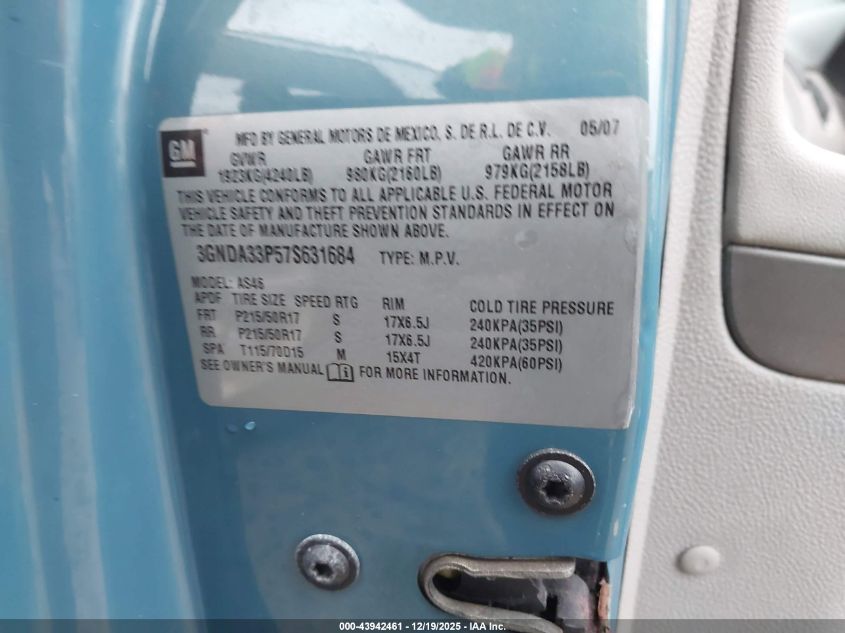 GM
MFD BY GENERAL MOTORS DE MEXICO, S. DE R.L. DE C.V. 05/07
GVWR GAWR FRT GAWR RR
1923KG(4240LB) 980KG(2160LB) 979KG(2158LB)
THIS VEHICLE CONFORMS TO ALL APPLICABLE U.S. FEDERAL MOTOR
VEHICLE SAFETY AND THEFT PREVENTION STANDARDS IN EFFECT ON
THE DATE OF MANUFACTURE SHOWN ABOVE.
3GNDA33P57S631684 TYPE: M.P.V.
MODEL: AS46
APDF TIRE SIZE SPEED RTG RIM COLD TIRE PRESSURE
FRT P215/50R17 S 17X6.5J 240KPA(35PSI)
RR P215/50R17 S 17X6.5J 240KPA(35PSI)
SPA T115/70D15 M 15X4T 420KPA(60PSI)
SEE OWNER'S MANUAL i FOR MORE INFORMATION.
000-43942461 - 12/19/2025 - IAA Inc.